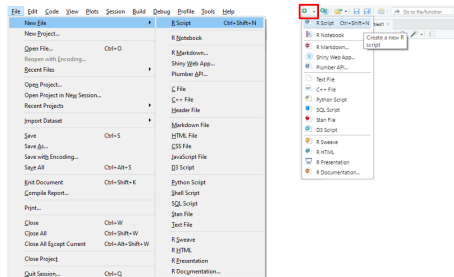 File Edit Code View Plots Session Build Debug Profile Tools Help
New File
New Project...
Open File... Ctrl+O
Reopen with Encoding...
Recent Files
Open Project...
Open Project in New Session...
Recent Projects
Import Dataset
Save Ctrl+S
Save As...
Save with Encoding...
Save All Ctrl+Alt+S
Knit Document Ctrl+Shift+K
Compile Report...
Print...
Close Ctrl+W
Close All Ctrl+Shift+W
Close All Except Current Ctrl+Alt+Shift+W
Close Project
Quit Session... Ctrl+Q
R Script Ctrl+Shift+N
R Notebook
R Markdown...
Shiny Web App...
Plumber API...
C File
C++ File
Header File
Markdown File
HTML File
CSS File
JavaScript File
D3 Script
Python Script
Shell Script
SQL Script
Stan File
Text File
R Sweave
R HTML
R Presentation
R Documentation...
Go to file/function
R Script Ctrl+Shift+N
R Notebook
R Markdown...
Shiny Web App...
Plumber API...
Text File
C++ File
Python Script
SQL Script
Stan File
D3 Script
R Sweave
R HTML
R Presentation
R Documentation...
Create a new R
script